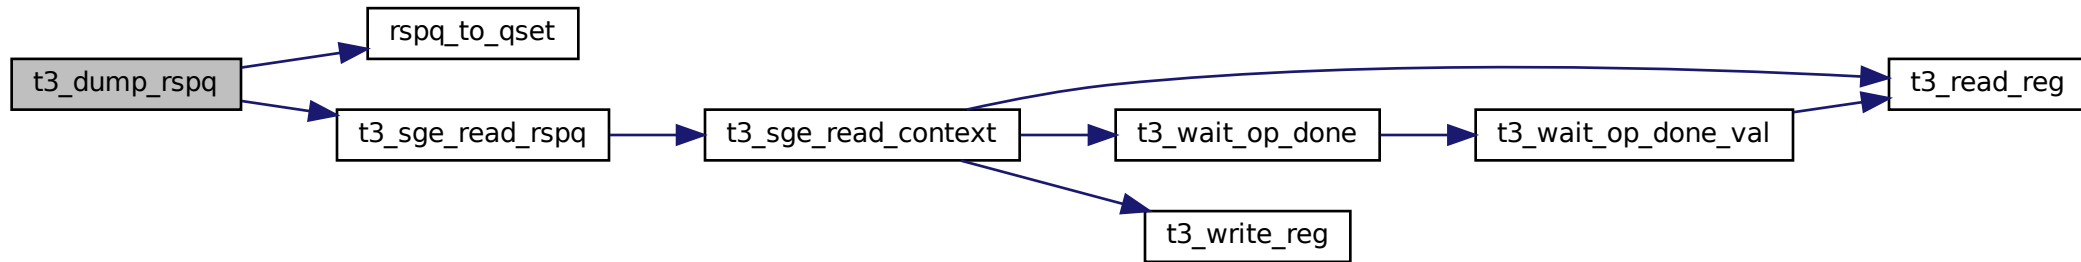 rspq_to_qset
t3_dump_rspq
t3_read_reg
t3_sge_read_rspq
t3_sge_read_context
t3_wait_op_done
t3_wait_op_done_val
t3_write_reg